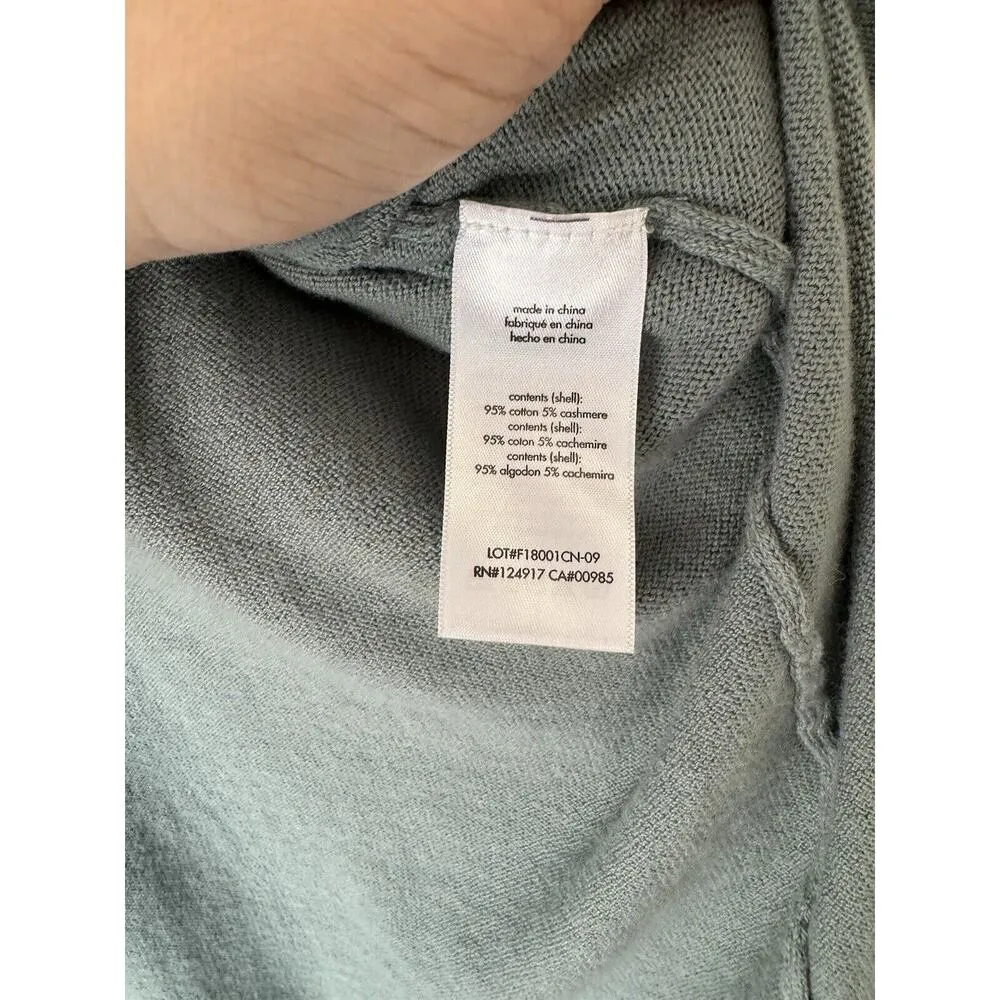 made in china
fabriqué en china
hecho en china
contents (shell):
95% cotton 5% cashmere
contents (shell):
95% coton 5% cachemire
contents (shell):
95% algodon 5% cachemira
LOT#F18001CN-09
RN#124917 CA#00985